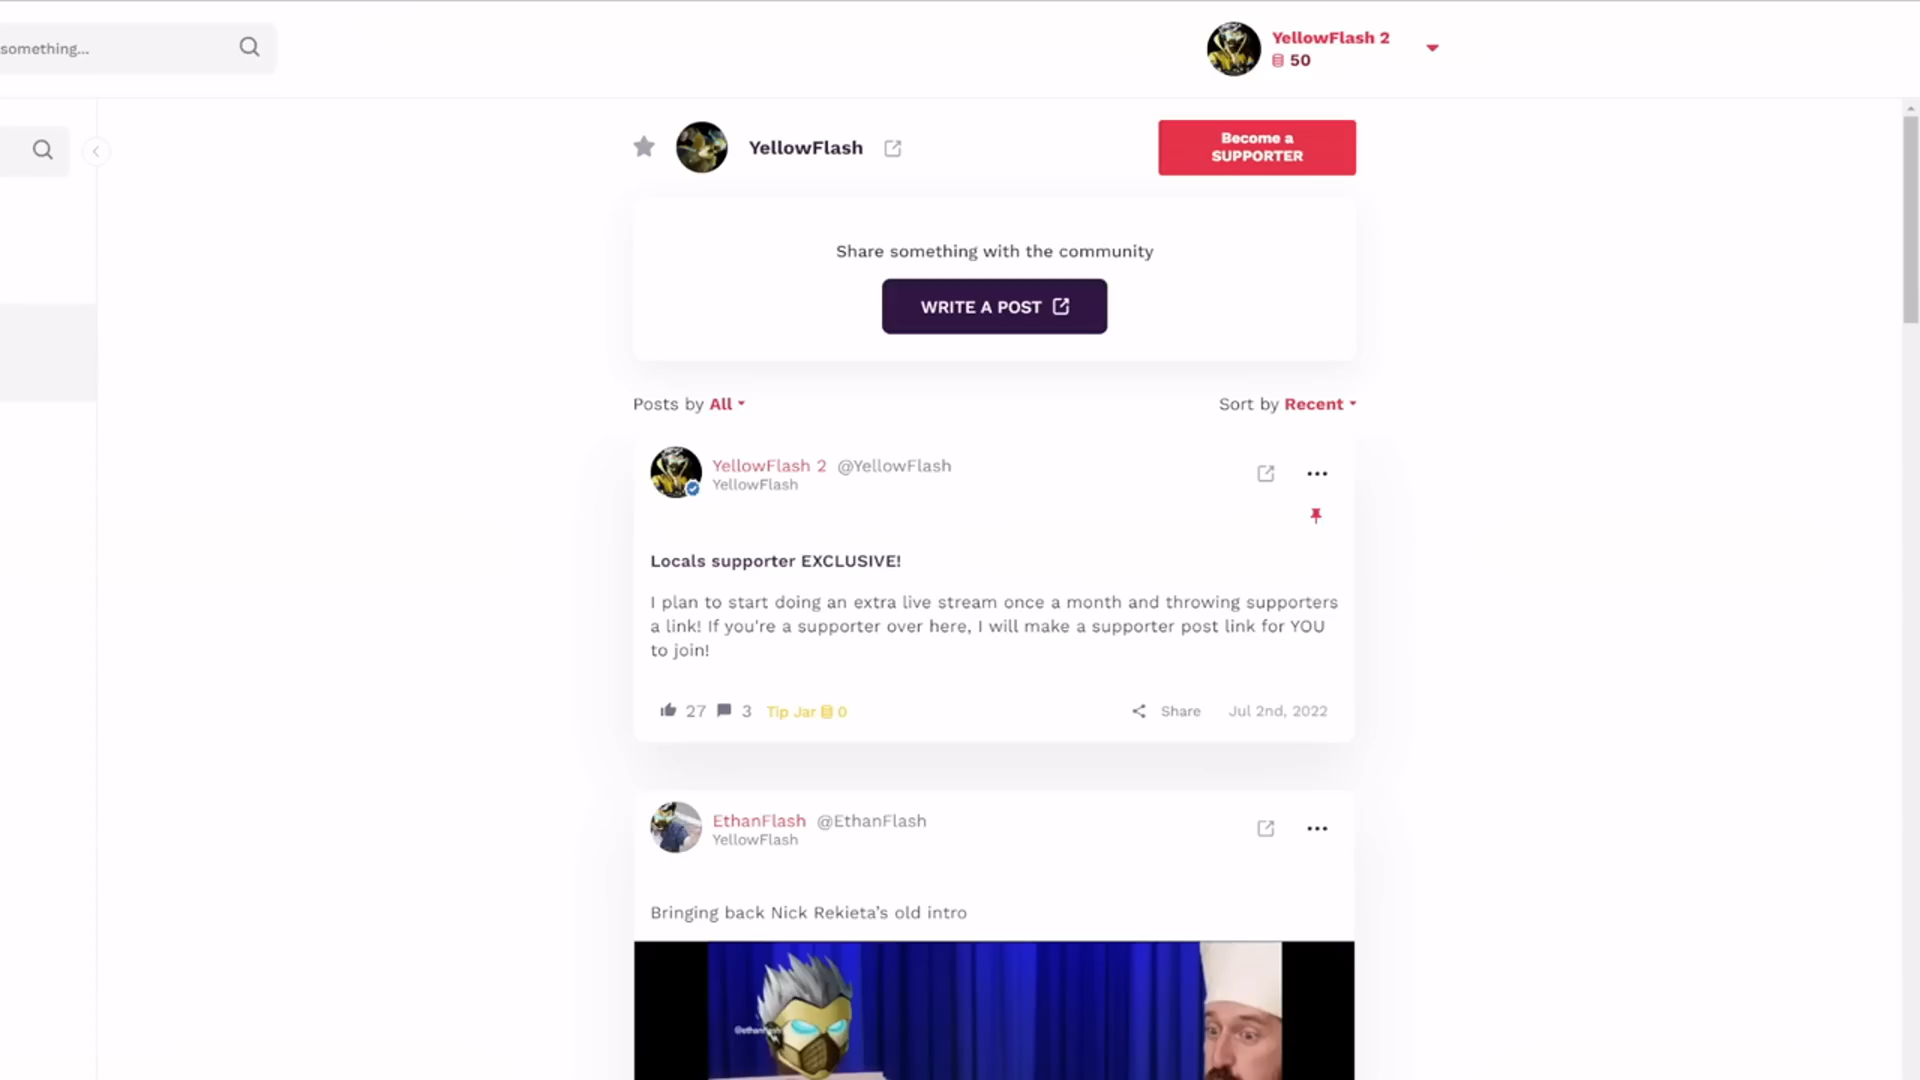 something...
YellowFlash 2
50
YellowFlash
Become a
SUPPORTER
Share something with the community
WRITE A POST
Posts by All
Sort by Recent
YellowFlash 2 @YellowFlash
YellowFlash
Locals supporter EXCLUSIVE!
I plan to start doing an extra live stream once a month and throwing supporters
a link! If you're a supporter over here, I will make a supporter post link for YOU
to join!
27 3 Tip Jar 0
Share Jul 2nd, 2022
EthanFlash @EthanFlash
YellowFlash
Bringing back Nick Rekieta’s old intro